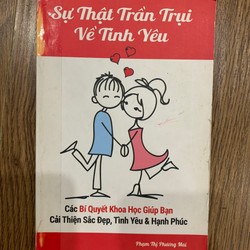 Sự Thật Trần Trụi
Về Tình Yêu
Các Bí Quyết Khoa Học Giúp Bạn
Cải Thiện Sắc Đẹp, Tình Yêu & Hạnh Phúc
Phạm Thị Phương Mai